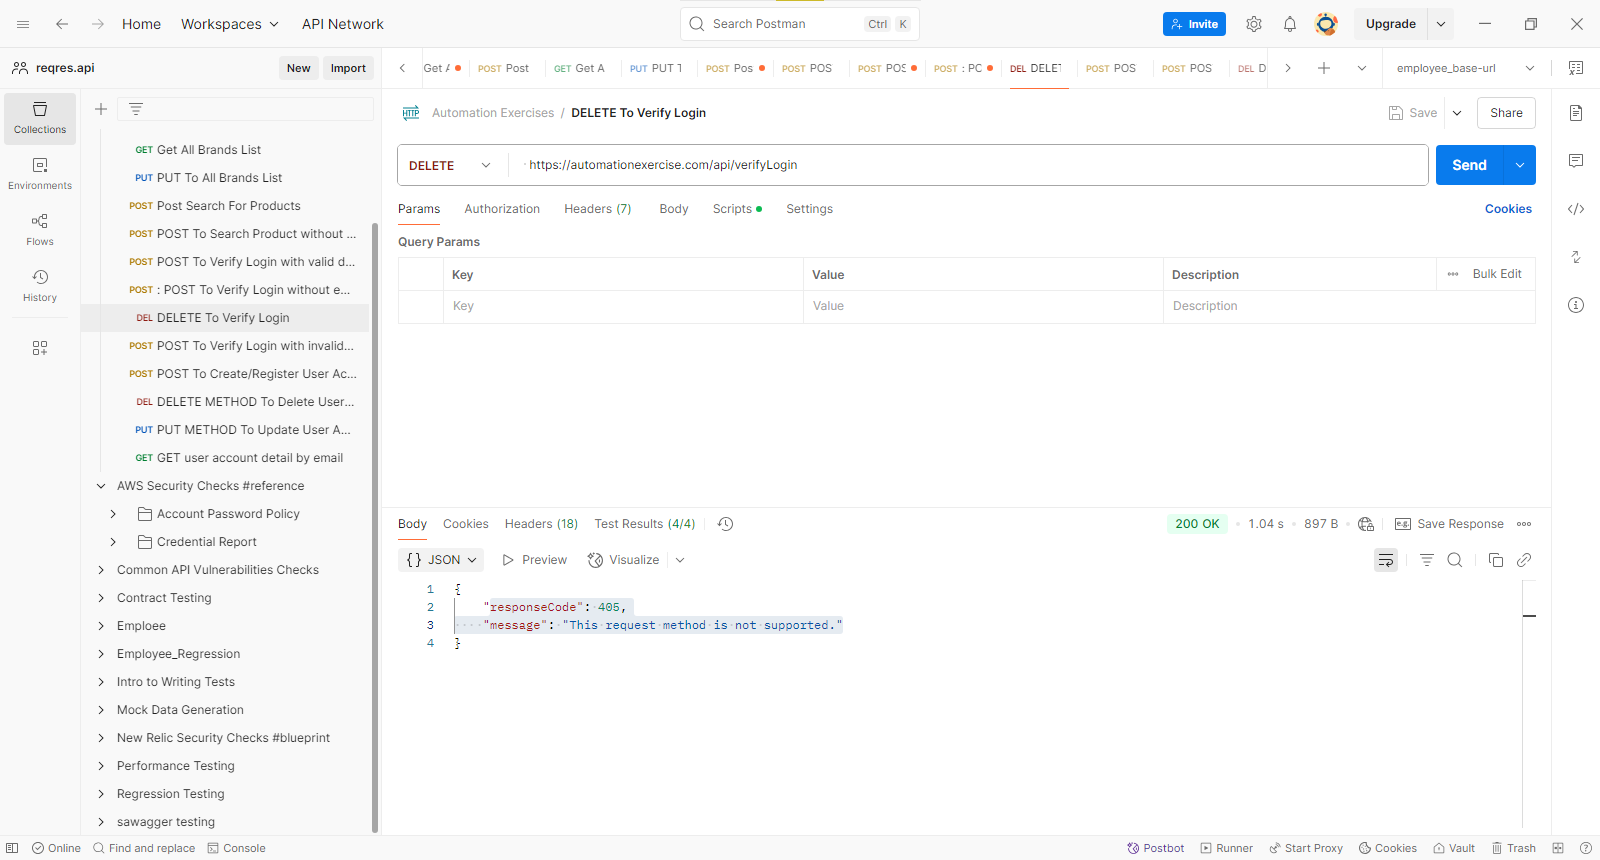 Home
Workspaces
API Network
Search Postman
Ctrl K
Invite
Upgrade
reqres.api
New
Import
Get A
POST Post
GET Get A
PUT PUT T
POST Pos
POST POS
POST POS
POST : PC
DEL DELET
POST POS
POST POS
DEL D
employee_base-url
Collections
Environments
Flows
History
GET Get All Brands List
PUT PUT To All Brands List
POST Post Search For Products
POST POST To Search Product without ...
POST POST To Verify Login with valid d...
POST : POST To Verify Login without e...
DEL DELETE To Verify Login
POST POST To Verify Login with invalid...
POST POST To Create/Register User Ac...
DEL DELETE METHOD To Delete User...
PUT PUT METHOD To Update User A...
GET GET user account detail by email
AWS Security Checks #reference
Account Password Policy
Credential Report
Common API Vulnerabilities Checks
Contract Testing
Emploee
Employee_Regression
Intro to Writing Tests
Mock Data Generation
New Relic Security Checks #blueprint
Performance Testing
Regression Testing
sawagger testing
HTTP
Automation Exercises / DELETE To Verify Login
Save
Share
DELETE
https://automationexercise.com/api/verifyLogin
Send
Params
Authorization
Headers (7)
Body
Scripts
Settings
Cookies
Query Params
Key
Value
Description
Bulk Edit
Key
Value
Description
Body
Cookies
Headers (18)
Test Results (4/4)
200 OK
1.04 s
897 B
e.g.
Save Response
{} JSON
Preview
Visualize
1 {
2 "responseCode": 405,
3 "message": "This request method is not supported."
4 }
Online
Find and replace
Console
Postbot
Runner
Start Proxy
Cookies
Vault
Trash